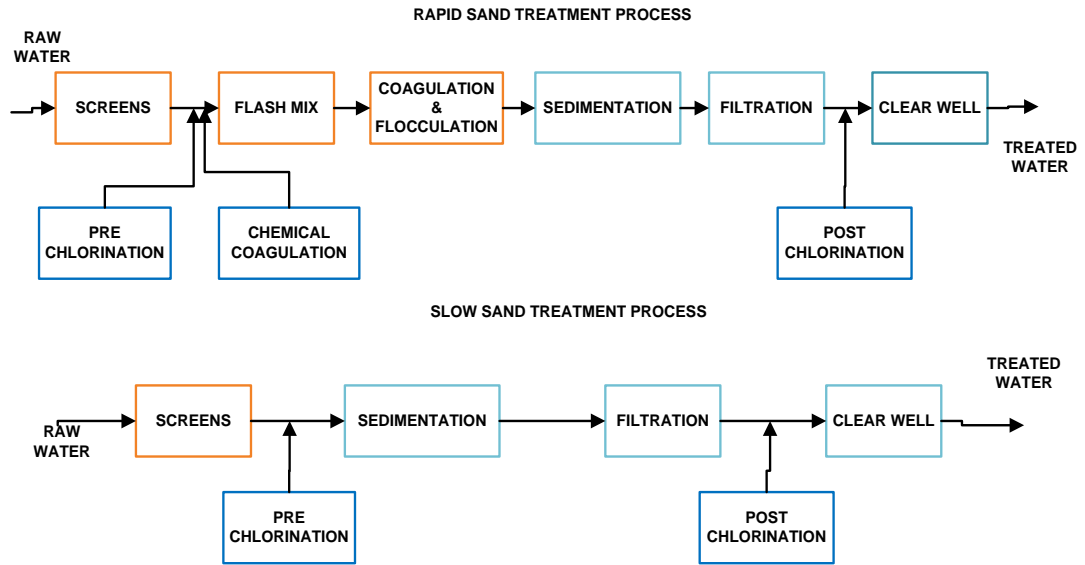 RAPID SAND TREATMENT PROCESS
RAW
WATER
SCREENS
FLASH MIX
COAGULATION
&
FLOCCULATION
SEDIMENTATION
FILTRATION
CLEAR WELL
TREATED
WATER
PRE
CHLORINATION
CHEMICAL
COAGULATION
POST
CHLORINATION
SLOW SAND TREATMENT PROCESS
RAW
WATER
SCREENS
SEDIMENTATION
FILTRATION
CLEAR WELL
TREATED
WATER
PRE
CHLORINATION
POST
CHLORINATION